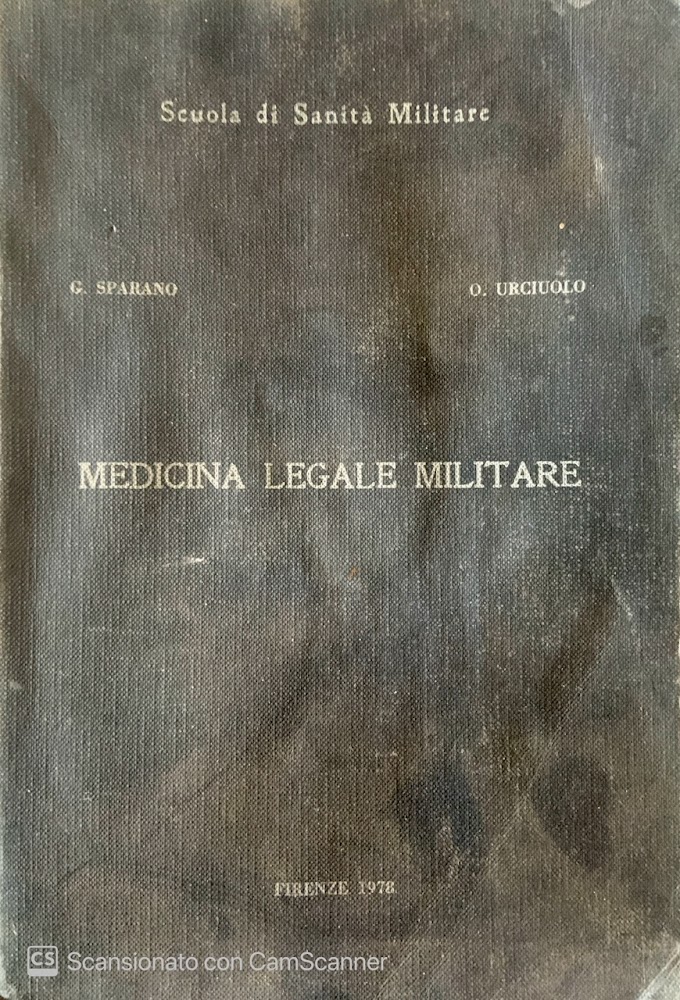 Scuola di Sanità Militare
G. SPARANO
O. URCIUOLO
MEDICINA LEGALE MILITARE
FIRENZE 1978
CS Scansionato con CamScanner